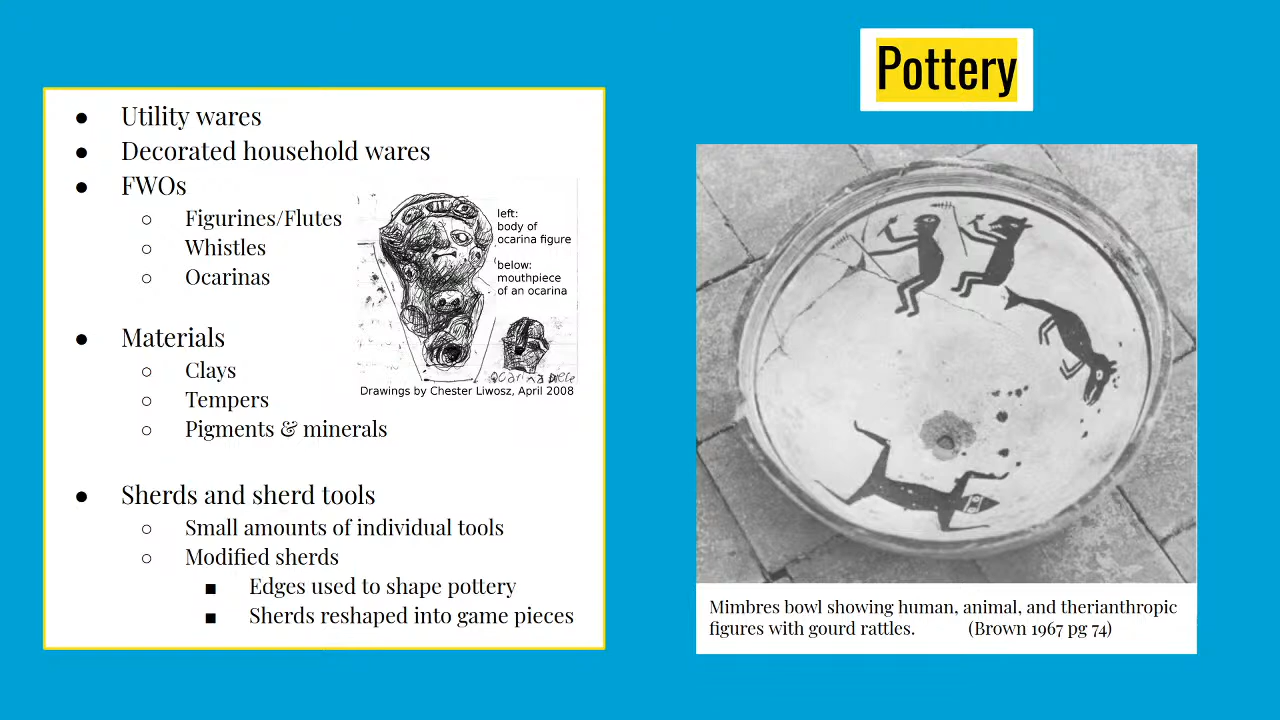 Pottery
● Utility wares
● Decorated household wares
● FWOs
○ Figurines/Flutes
○ Whistles
○ Ocarinas
left:
body of
ocarina figure
below:
mouthpiece
of an ocarina
Drawings by Chester Liwosz, April 2008
● Materials
○ Clays
○ Tempers
○ Pigments & minerals
● Sherds and sherd tools
○ Small amounts of individual tools
○ Modified sherds
■ Edges used to shape pottery
■ Sherds reshaped into game pieces
Mimbres bowl showing human, animal, and therianthropic
figures with gourd rattles. (Brown 1967 pg 74)